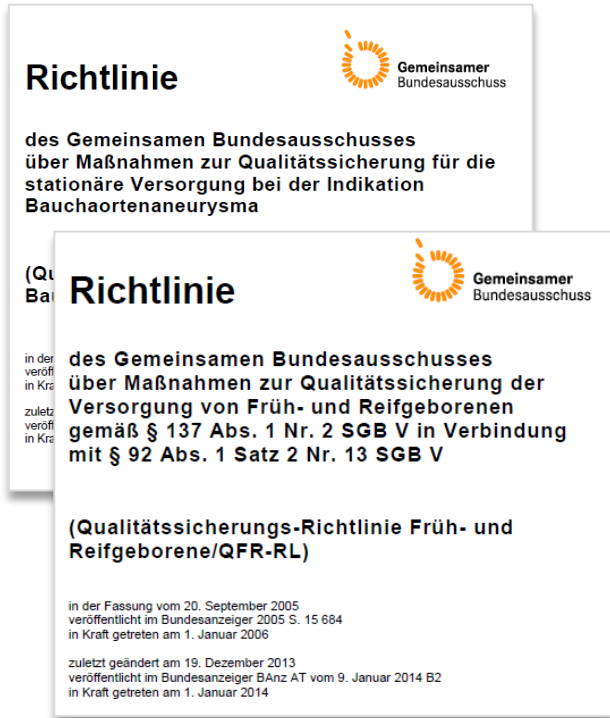 Richtlinie
Gemeinsamer
Bundesausschuss
des Gemeinsamen Bundesausschusses
über Maßnahmen zur Qualitätssicherung für die
stationäre Versorgung bei der Indikation
Bauchaortenaneurysma
in der
zuletz
in Kra
Richtlinie
Gemeinsamer
Bundesausschuss
des Gemeinsamen Bundesausschusses
über Maßnahmen zur Qualitätssicherung der
Versorgung von Früh- und Reifgeborenen
gemäß § 137 Abs. 1 Nr. 2 SGB V in Verbindung
mit § 92 Abs. 1 Satz 2 Nr. 13 SGB V
(Qualitätssicherungs-Richtlinie Früh- und
Reifgeborene/QFR-RL)
in der Fassung vom 20. September 2005
veröffentlicht im Bundesanzeiger 2005 S. 15 684
in Kraft getreten am 1. Januar 2006
zuletzt geändert am 19. Dezember 2013
veröffentlicht im Bundesanzeiger BAnz AT vom 9. Januar 2014 B2
in Kraft getreten am 1. Januar 2014